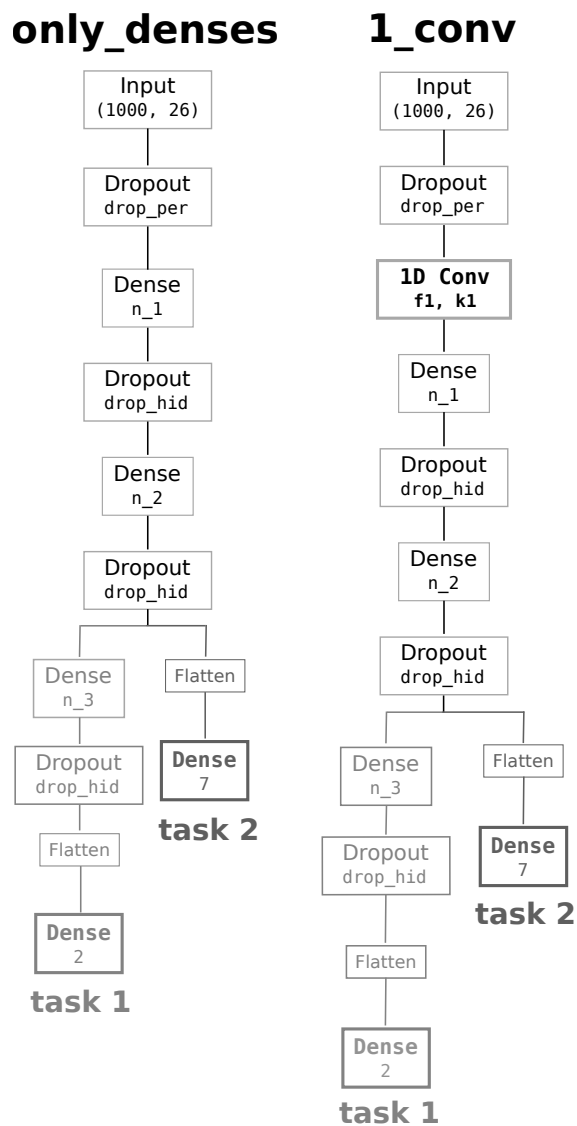 only_denses
Input
(1000, 26)
Dropout
drop_per
Dense
n_1
Dropout
drop_hid
Dense
n_2
Dropout
drop_hid
Dense
n_3
Dropout
drop_hid
Flatten
Dense
2
task 1
Flatten
Dense
7
task 2
1_conv
Input
(1000, 26)
Dropout
drop_per
1D Conv
f1, k1
Dense
n_1
Dropout
drop_hid
Dense
n_2
Dropout
drop_hid
Dense
n_3
Dropout
drop_hid
Flatten
Dense
2
task 1
Flatten
Dense
7
task 2